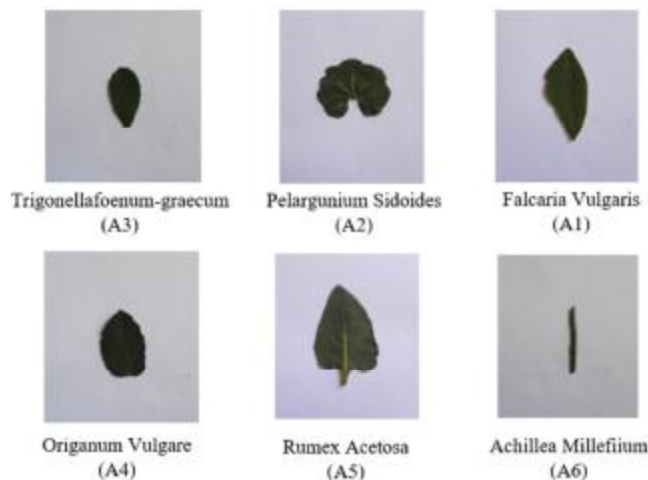 Trigonellafoenum-graecum
(A3)
Pelargunium Sidoides
(A2)
Falcaria Vulgaris
(A1)
Origanum Vulgare
(A4)
Rumex Acetosa
(A5)
Achillea Millefiium
(A6)